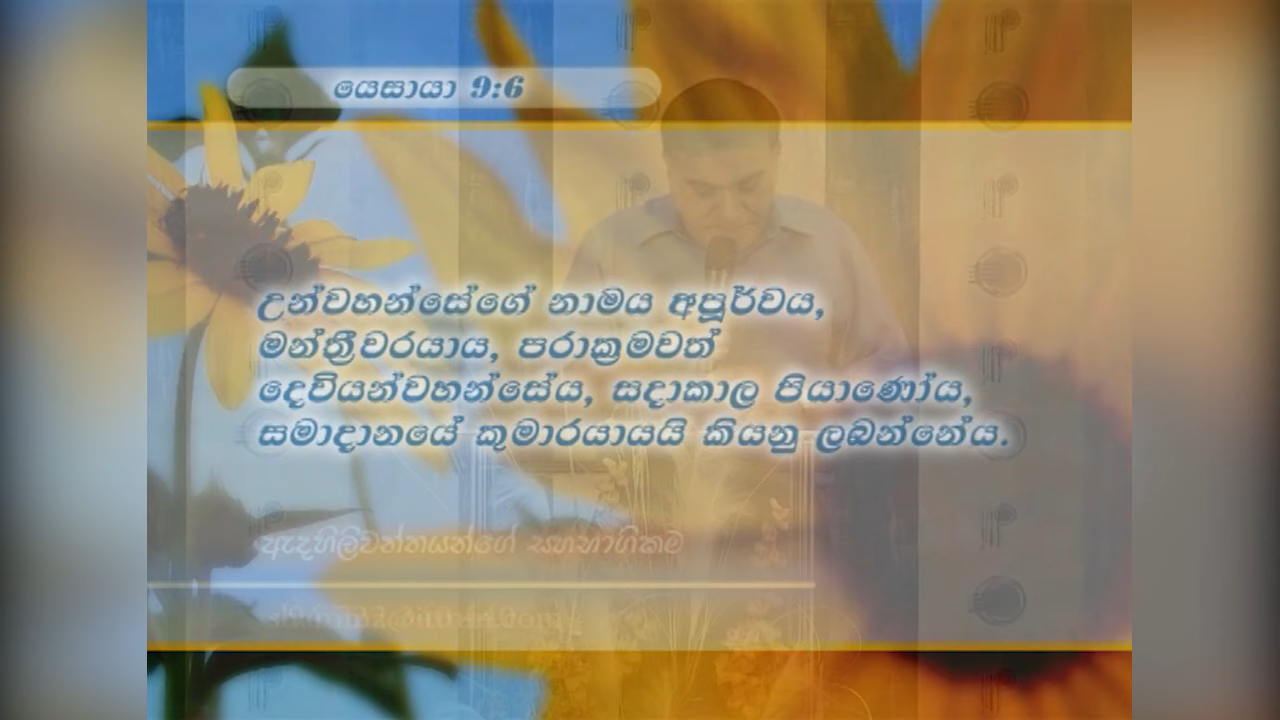 යෙසායා 9:6
උන්වහන්සේගේ නාමය අපූර්වය,
මන්ත්‍රීවරයාය, පරාක්‍රමවත්
දෙවියන්වහන්සේය, සදාකාල පියාණෝය,
සමාදානයේ කුමාරයායයි කියනු ලබන්නේය.
ඇදහිලිවන්තයන්ගේ සහභාගිකම